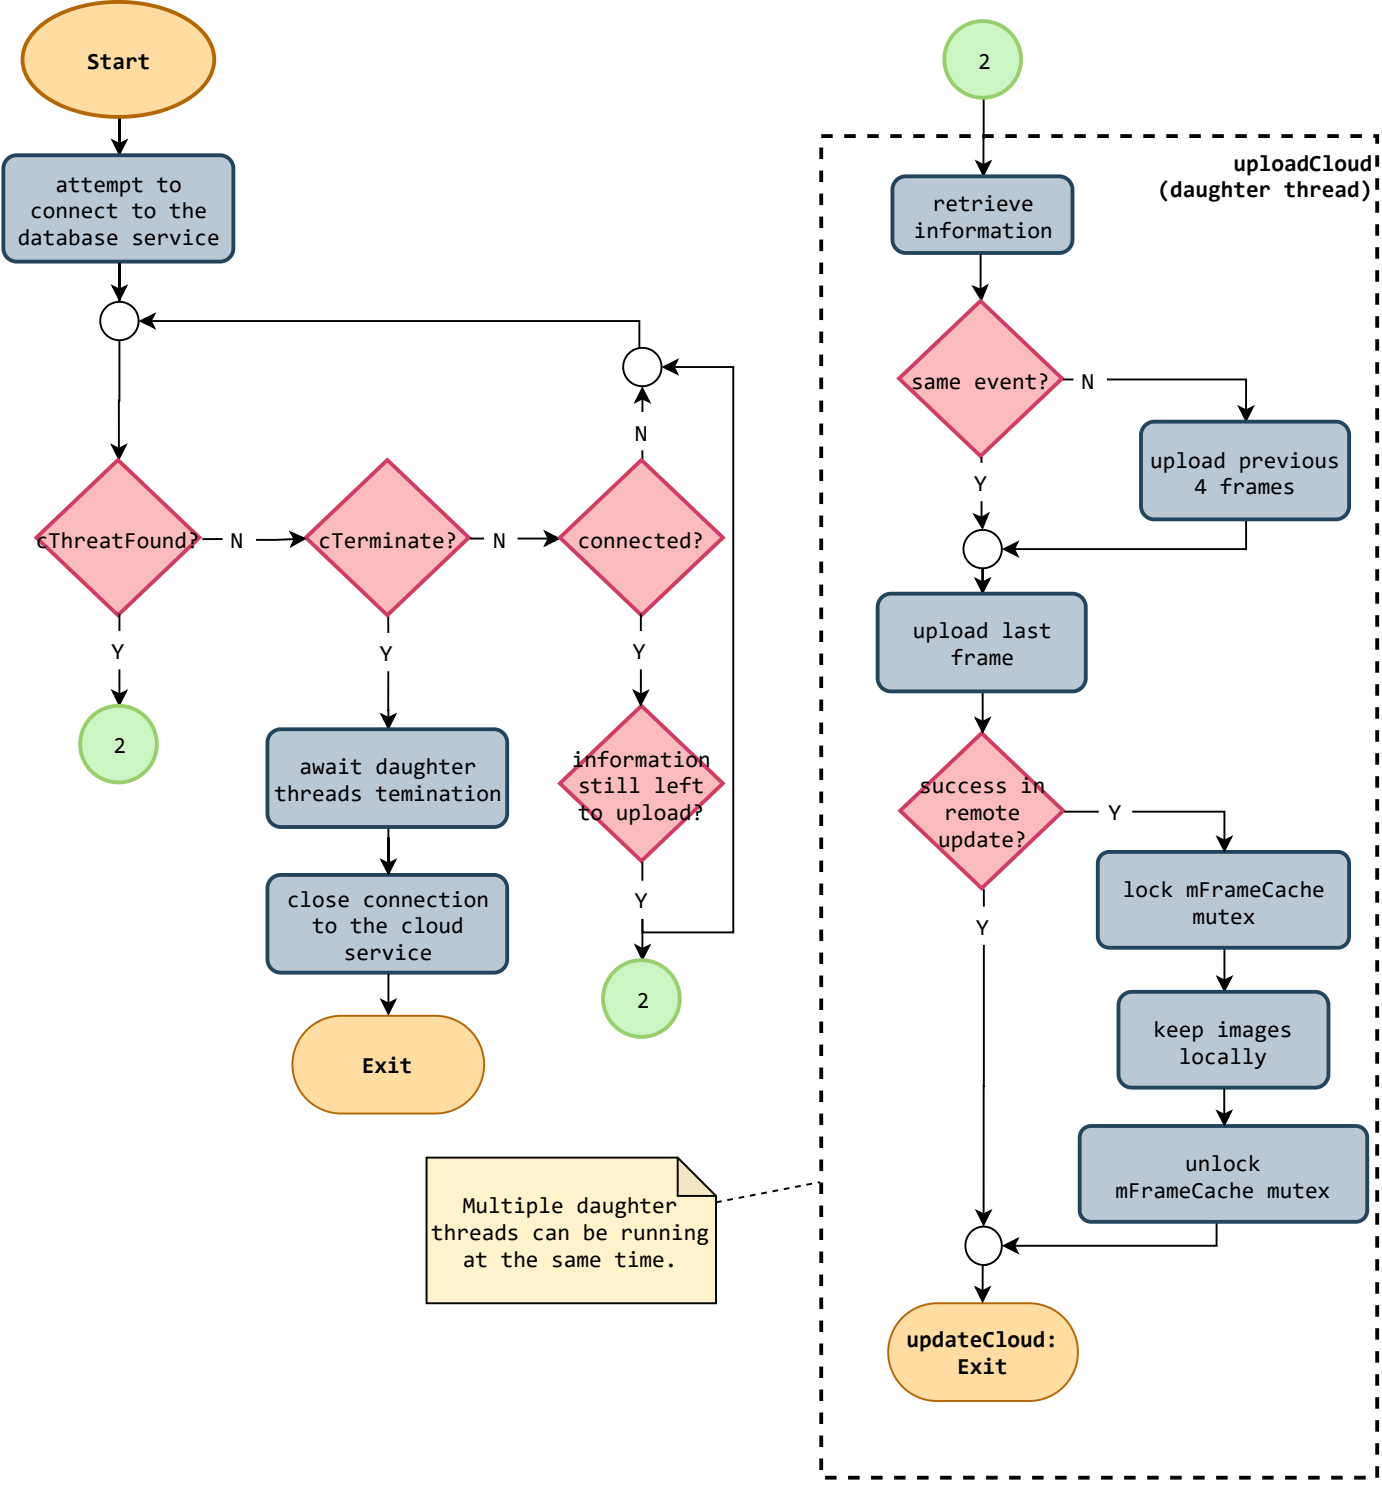 Start
attempt to
connect to the
database service
cThreatFound?
N
cTerminate?
N
connected?
N
Y
2
Y
await daughter
threads temination
close connection
to the cloud
service
Exit
Y
information
still left
to upload?
Y
2
Multiple daughter
threads can be running
at the same time.
2
uploadCloud
(daughter thread)
retrieve
information
same event?
N
upload previous
4 frames
Y
upload last
frame
success in
remote
update?
Y
lock mFrameCache
mutex
keep images
locally
unlock
mFrameCache mutex
Y
updateCloud:
Exit